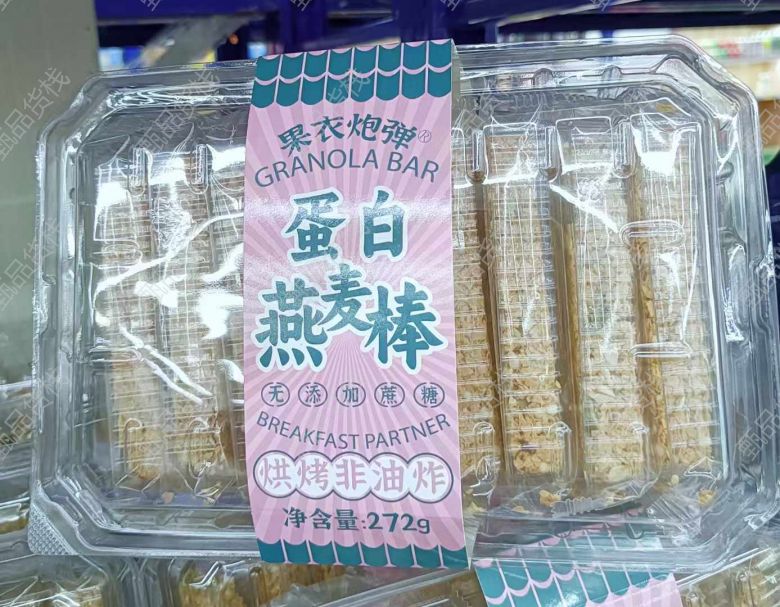 果衣炮弹®
GRANOLA BAR
蛋白
燕麦棒
无添加蔗糖
BREAKFAST PARTNER
烘烤非油炸
净含量:272g